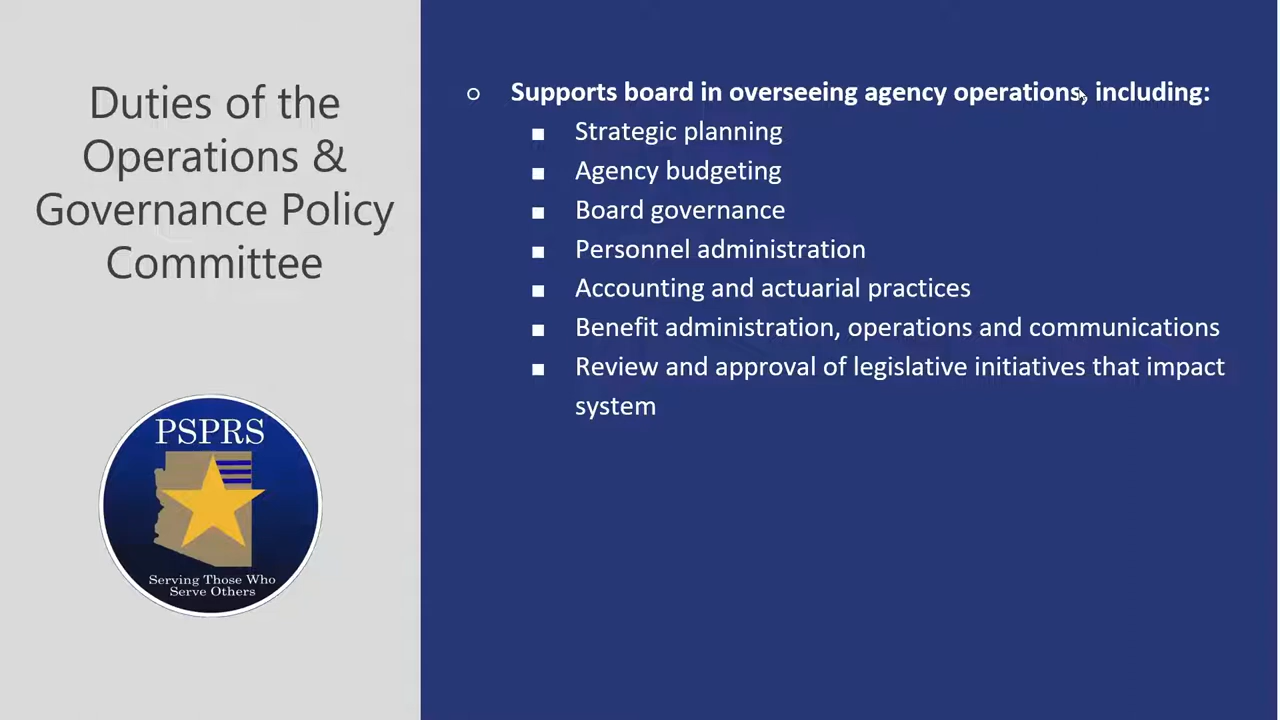 Duties of the
Operations &
Governance Policy
Committee
Supports board in overseeing agency operations, including:
Strategic planning
Agency budgeting
Board governance
Personnel administration
Accounting and actuarial practices
Benefit administration, operations and communications
Review and approval of legislative initiatives that impact
system
PSPRS
Serving Those Who
Serve Others